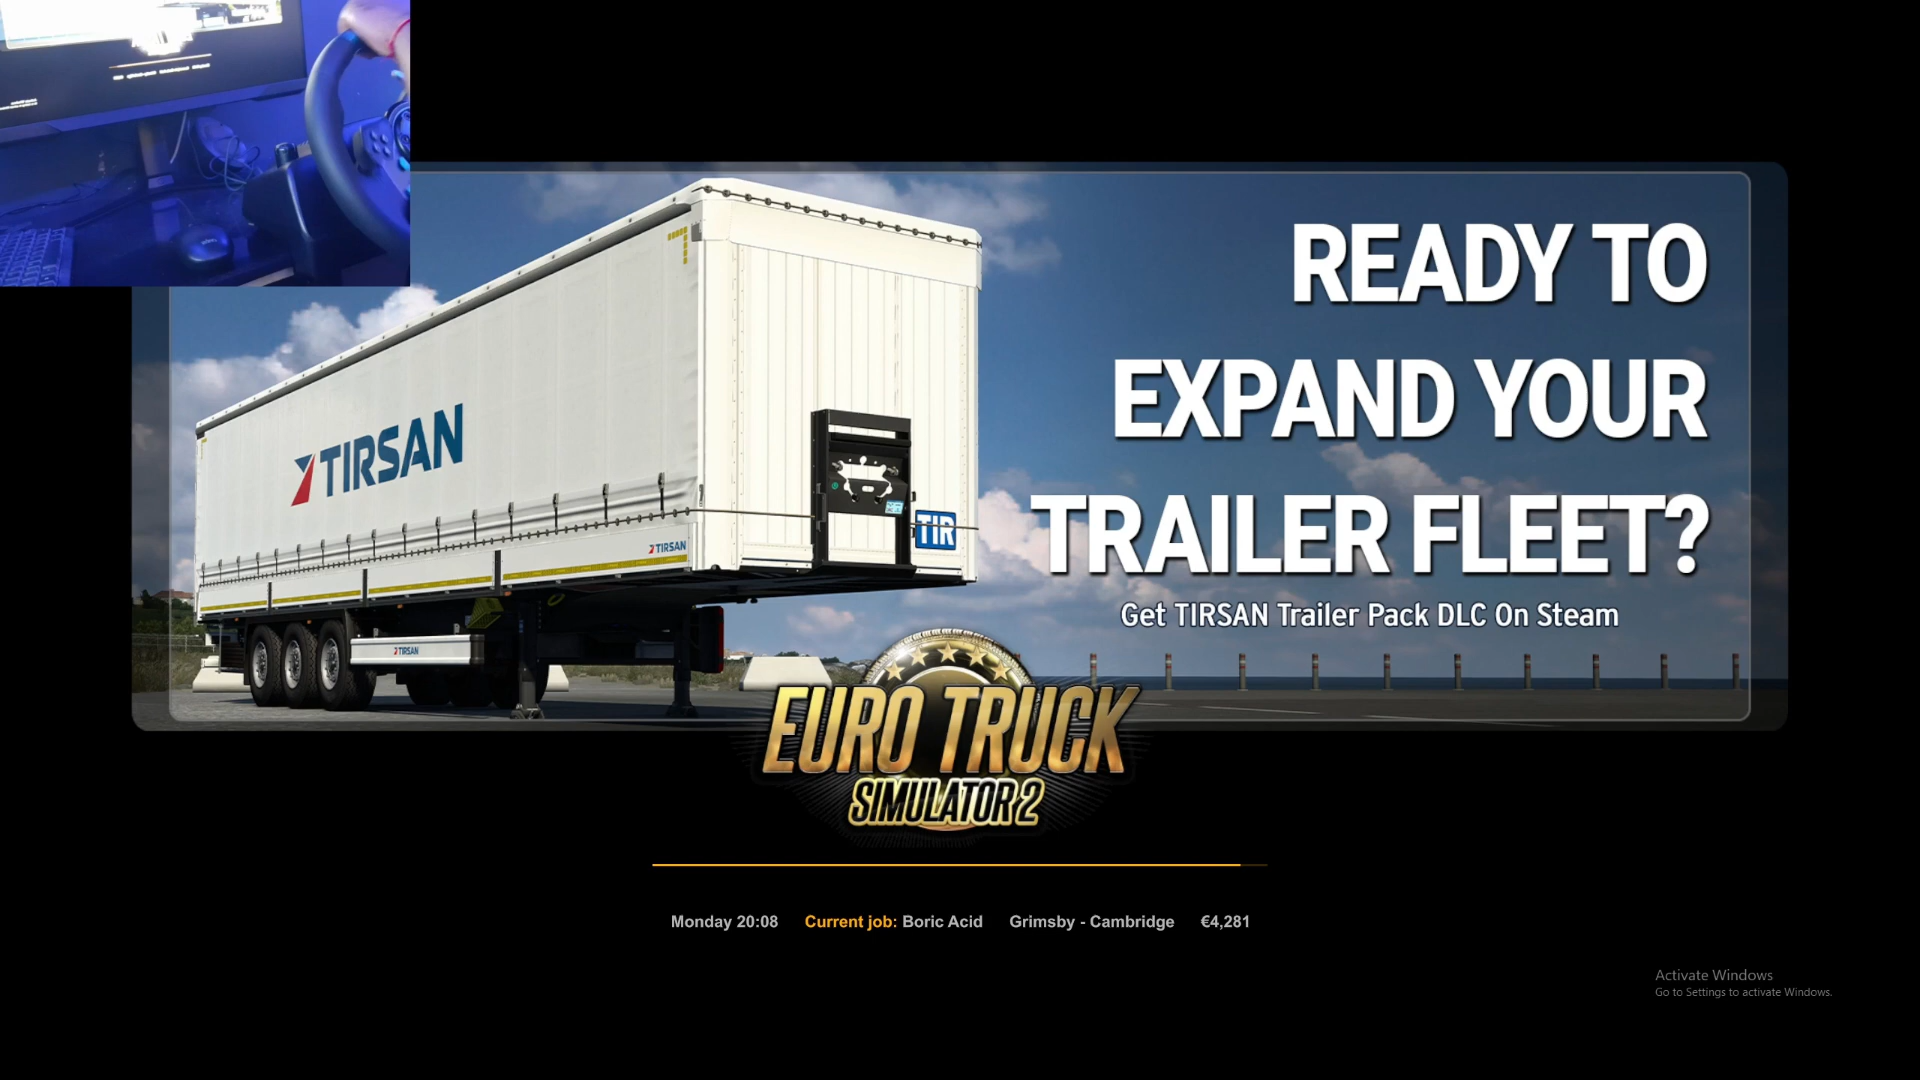 READY TO
EXPAND YOUR
TRAILER FLEET?
Get TIRSAN Trailer Pack DLC On Steam
TIRSAN
TIR
TIRSAN
TIRSAN
EURO TRUCK
SIMULATOR 2
Monday 20:08 Current job: Boric Acid Grimsby - Cambridge €4,281
Activate Windows
Go to Settings to activate Windows.